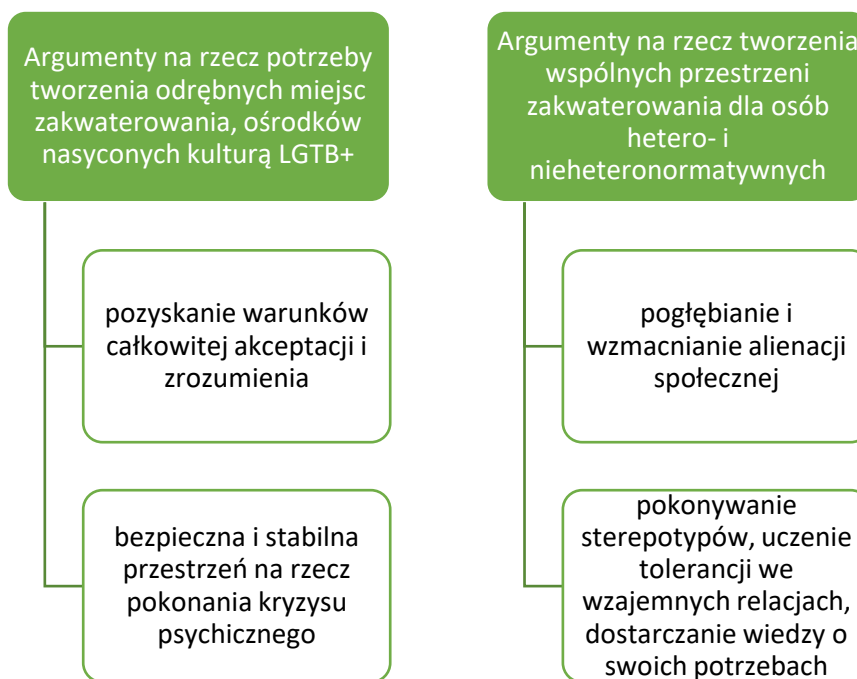 Argumenty na rzecz potrzeby
tworzenia odrębnych miejsc
zakwaterowania, ośrodków
nasyconych kulturą LGTB+
pozyskanie warunków
całkowitej akceptacji i
zrozumienia
bezpieczna i stabilna
przestrzeń na rzecz
pokonania kryzysu
psychicznego
Argumenty na rzecz tworzenia
wspólnych przestrzeni
zakwaterowania dla osób
hetero- i
nieheteronormatywnych
pogłębianie i
wzmacnianie alienacji
społecznej
pokonywanie
stereotypów, uczenie
tolerancji we
wzajemnych relacjach,
dostarczanie wiedzy o
swoich potrzebach